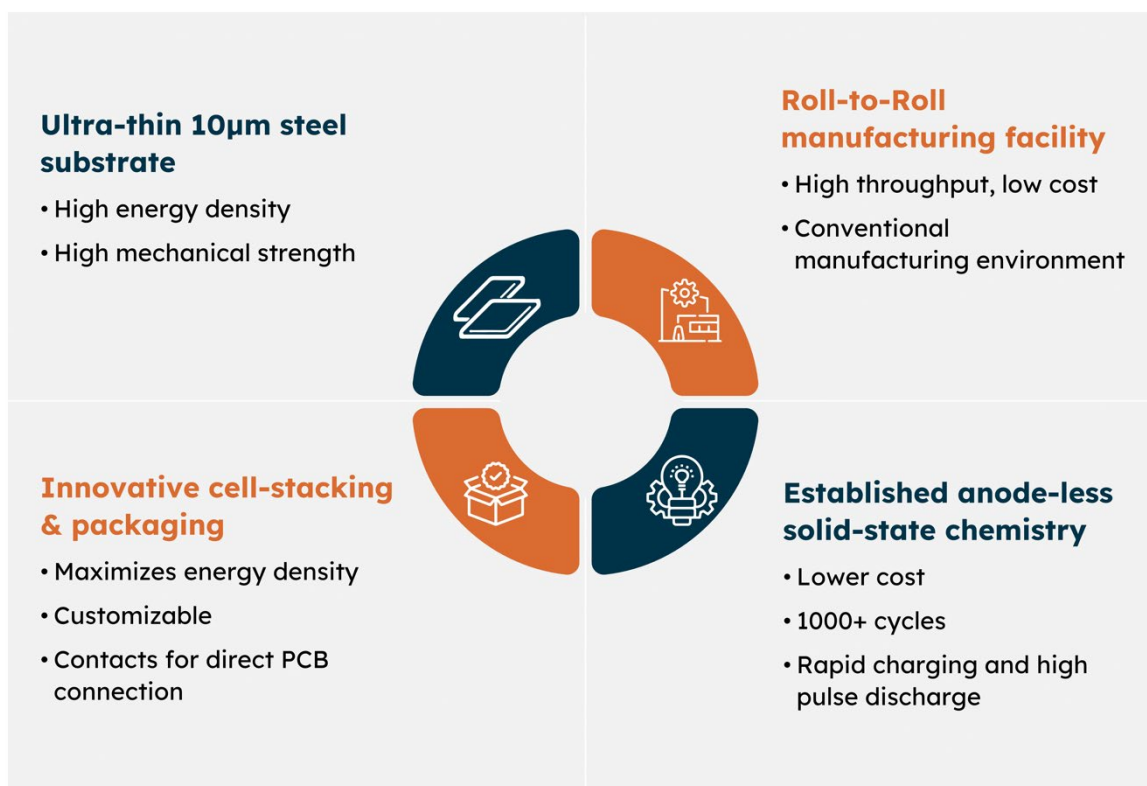 Ultra-thin 10µm steel
substrate
• High energy density
• High mechanical strength
Roll-to-Roll
manufacturing facility
• High throughput, low cost
• Conventional
manufacturing environment
Innovative cell-stacking
& packaging
• Maximizes energy density
• Customizable
• Contacts for direct PCB
connection
Established anode-less
solid-state chemistry
• Lower cost
• 1000+ cycles
• Rapid charging and high
pulse discharge